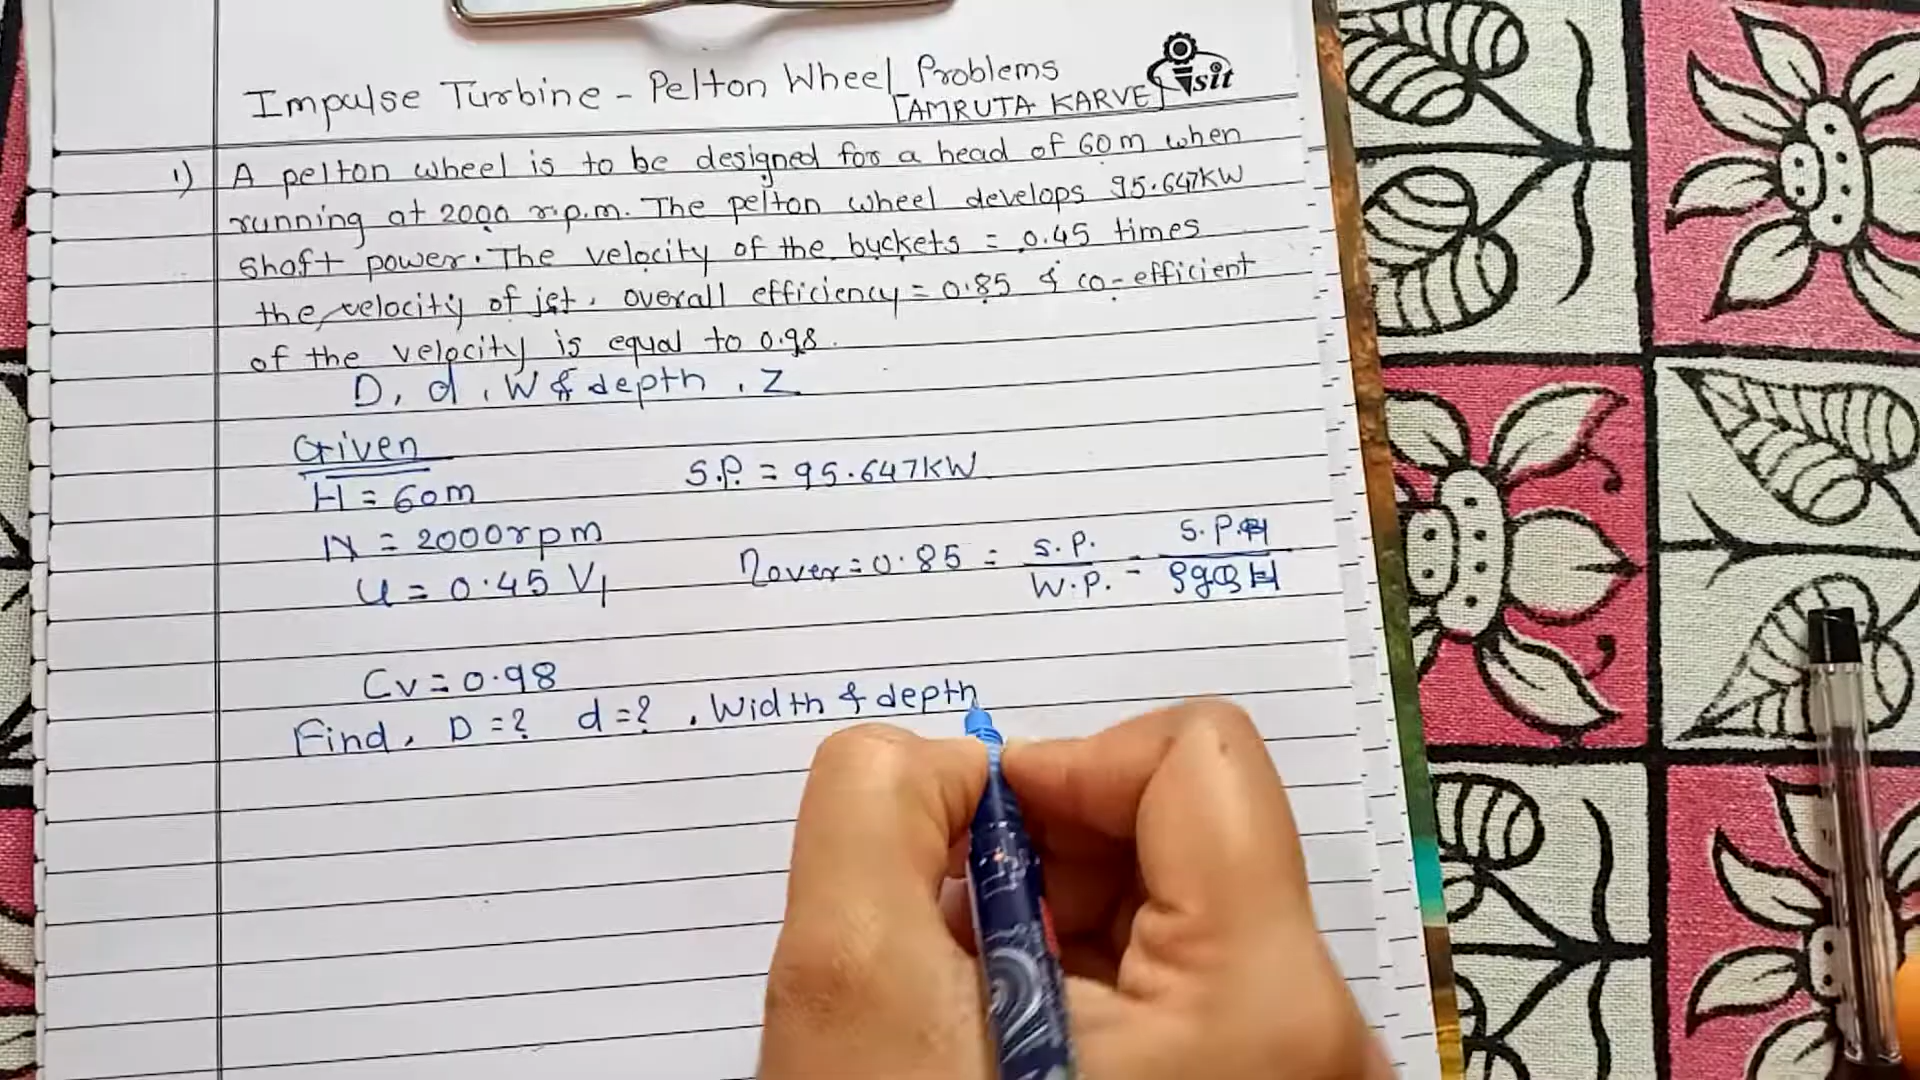 Impulse Turbine - Pelton Wheel Problems
[AMRUTA KARVE]
vsit
1) A pelton wheel is to be designed for a head of 60m when
running at 2000 r.p.m. The pelton wheel develops 95.647KW
shaft power. The velocity of the buckets = 0.45 times
the velocity of jet, overall efficiency = 0.85 & co-efficient
of the velocity is equal to 0.98.
D, d, W & depth, Z
Given
H = 60m
S.P. = 95.647KW
N = 2000rpm
ηover = 0.85 = S.P. / W.P. = S.P. / ρgQH
u = 0.45 V1
Cv = 0.98
Find, D = ? d = ?, Width & depth